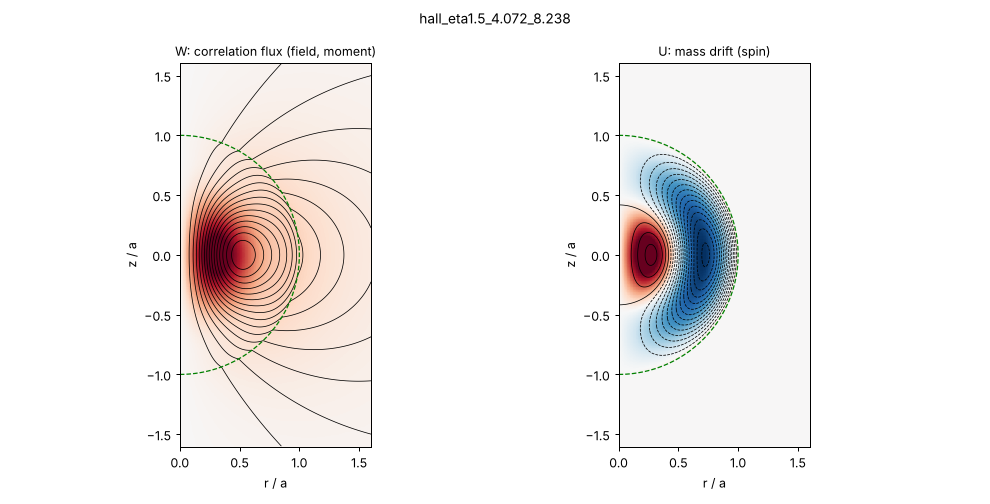 hall_eta1.5_4.072_8.238
W: correlation flux (field, moment)
1.5
1.0
0.5
0.0
−0.5
−1.0
−1.5
z / a
0.0 0.5 1.0 1.5
r / a
U: mass drift (spin)
1.5
1.0
0.5
0.0
−0.5
−1.0
−1.5
z / a
0.0 0.5 1.0 1.5
r / a